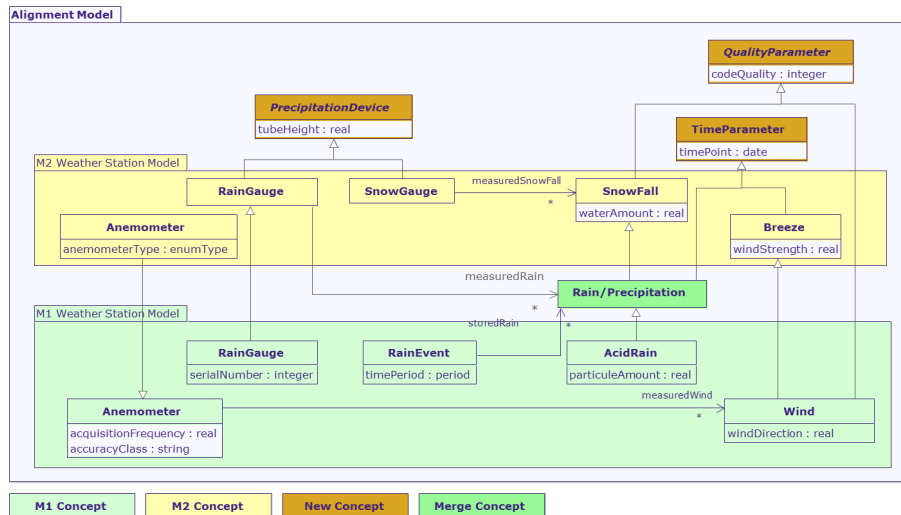 Alignment Model
QualityParameter
codeQuality : integer
PrecipitationDevice
tubeHeight : real
TimeParameter
timePoint : date
M2 Weather Station Model
RainGauge
SnowGauge
measuredSnowFall
*
SnowFall
waterAmount : real
Anemometer
anemometerType : enumType
Breeze
windStrength : real
measuredRain
*
Rain/Precipitation
M1 Weather Station Model
storedRain
*
RainGauge
serialNumber : integer
RainEvent
timePeriod : period
AcidRain
particuleAmount : real
measuredWind
*
Anemometer
acquisitionFrequency : real
accuracyClass : string
Wind
windDirection : real
M1 Concept
M2 Concept
New Concept
Merge Concept